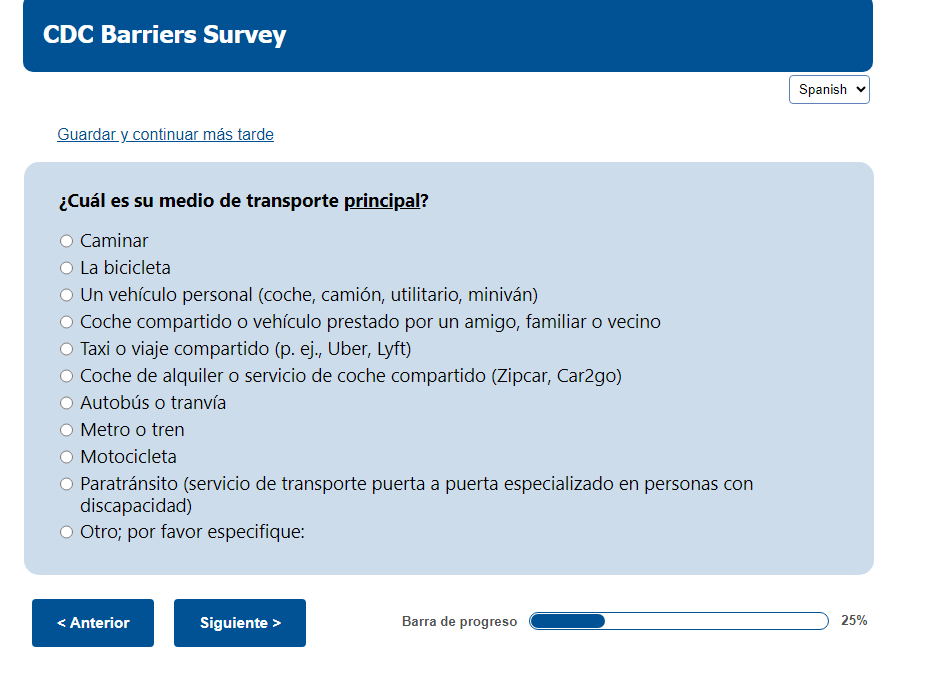 CDC Barriers Survey
Spanish
Guardar y continuar más tarde
¿Cuál es su medio de transporte principal?
Caminar
La bicicleta
Un vehículo personal (coche, camión, utilitario, miniván)
Coche compartido o vehículo prestado por un amigo, familiar o vecino
Taxi o viaje compartido (p. ej., Uber, Lyft)
Coche de alquiler o servicio de coche compartido (Zipcar, Car2go)
Autobús o tranvía
Metro o tren
Motocicleta
Paratránsito (servicio de transporte puerta a puerta especializado en personas con
discapacidad)
Otro; por favor especifique:
< Anterior
Siguiente >
Barra de progreso
25%